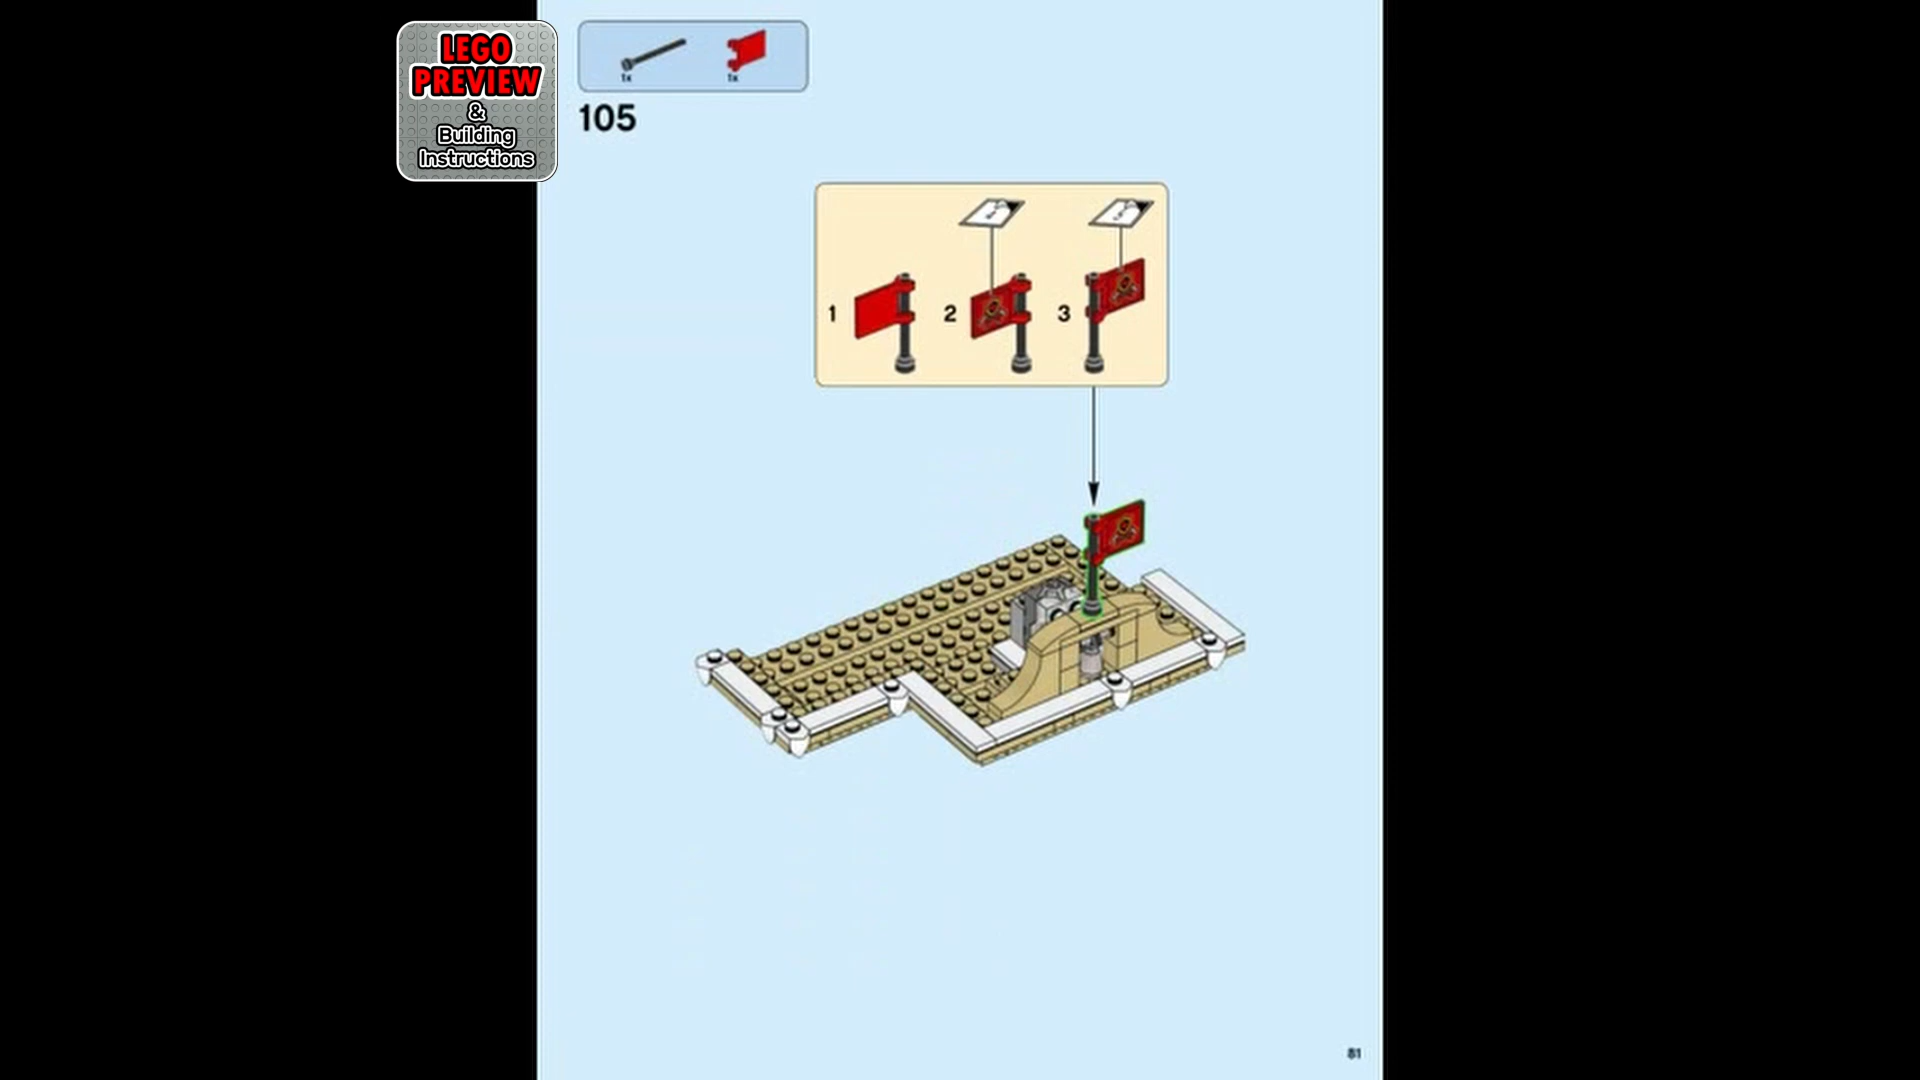 LEGO
PREVIEW
&
Building
Instructions
1x 1x
105
1 2 3
81